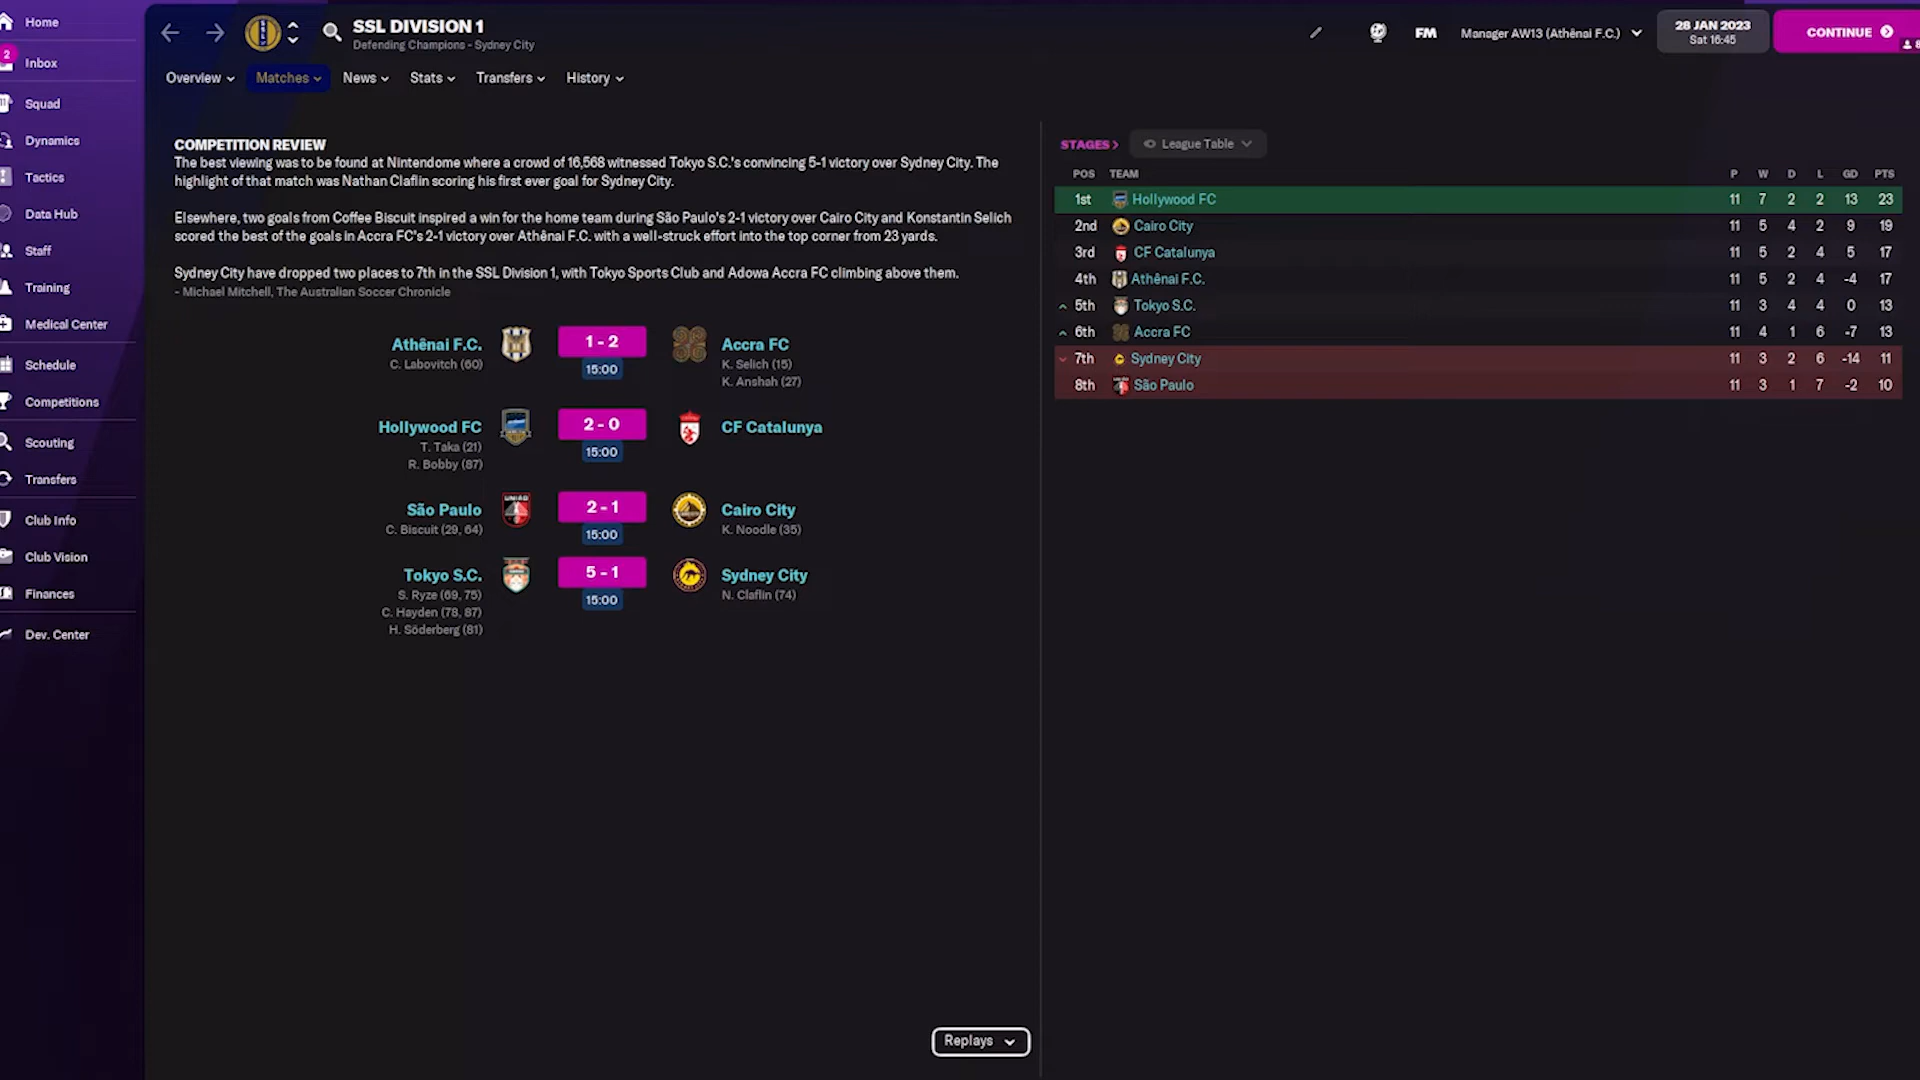 Home
2
Inbox
Squad
Dynamics
Tactics
Data Hub
Staff
Training
Medical Center
Schedule
Competitions
Scouting
Transfers
Club Info
Club Vision
Finances
Dev. Center
SSL DIVISION 1
Defending Champions - Sydney City
FM
Manager AW13 (Athênai F.C.)
28 JAN 2023
Sat 16:45
CONTINUE
Overview
Matches
News
Stats
Transfers
History
COMPETITION REVIEW
The best viewing was to be found at Nintendome where a crowd of 16,568 witnessed Tokyo S.C.'s convincing 5-1 victory over Sydney City. The
highlight of that match was Nathan Claflin scoring his first ever goal for Sydney City.
Elsewhere, two goals from Coffee Biscuit inspired a win for the home team during São Paulo's 2-1 victory over Cairo City and Konstantin Selich
scored the best of the goals in Accra FC's 2-1 victory over Athênai F.C. with a well-struck effort into the top corner from 23 yards.
Sydney City have dropped two places to 7th in the SSL Division 1, with Tokyo Sports Club and Adowa Accra FC climbing above them.
- Michael Mitchell, The Australian Soccer Chronicle
Athênai F.C. 1 - 2 Accra FC
C. Labovitch (60) 15:00 K. Selich (15)
K. Anshah (27)
Hollywood FC 2 - 0 CF Catalunya
T. Taka (21) 15:00
R. Bobby (87)
São Paulo 2 - 1 Cairo City
C. Biscuit (29, 64) 15:00 K. Noodle (35)
Tokyo S.C. 5 - 1 Sydney City
S. Ryze (69, 75) 15:00 N. Claflin (74)
C. Hayden (78, 87)
H. Söderberg (81)
Replays
STAGES League Table
POS TEAM P W D L GD PTS
1st Hollywood FC 11 7 2 2 13 23
2nd Cairo City 11 5 4 2 9 19
3rd CF Catalunya 11 5 2 4 5 17
4th Athênai F.C. 11 5 2 4 -4 17
5th Tokyo S.C. 11 3 4 4 0 13
6th Accra FC 11 4 1 6 -7 13
7th Sydney City 11 3 2 6 -14 11
8th São Paulo 11 3 1 7 -2 10